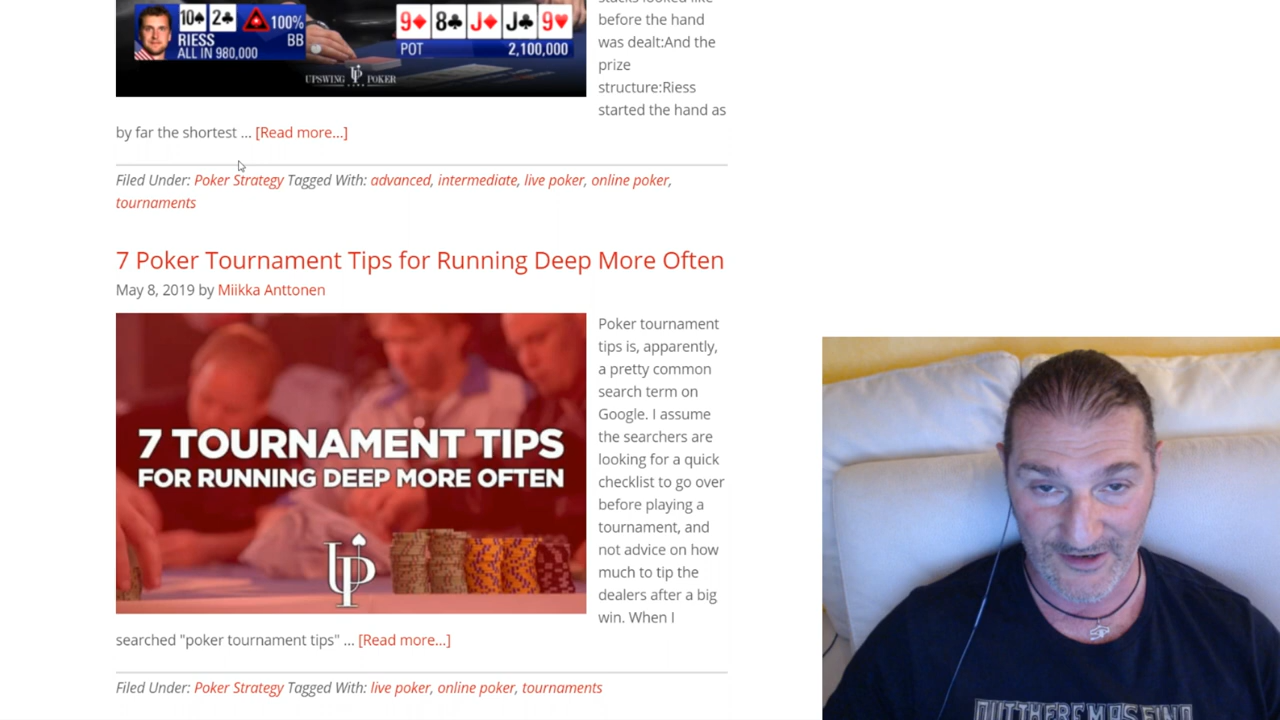 stacks looked like
before the hand
was dealt:And the
prize
structure:Riess
started the hand as
by far the shortest ... [Read more...]
10♠ 2♣ 100%
RIESS BB
ALL IN 980,000
9♦ 8♣ J♦ J♣ 9♥
POT 2,100,000
UPSWING UP POKER
Filed Under: Poker Strategy Tagged With: advanced, intermediate, live poker, online poker,
tournaments
7 Poker Tournament Tips for Running Deep More Often
May 8, 2019 by Miikka Anttonen
7 TOURNAMENT TIPS
FOR RUNNING DEEP MORE OFTEN
UP
Poker tournament
tips is, apparently,
a pretty common
search term on
Google. I assume
the searchers are
looking for a quick
checklist to go over
before playing a
tournament, and
not advice on how
much to tip the
dealers after a big
win. When I
searched "poker tournament tips" ... [Read more...]
Filed Under: Poker Strategy Tagged With: live poker, online poker, tournaments